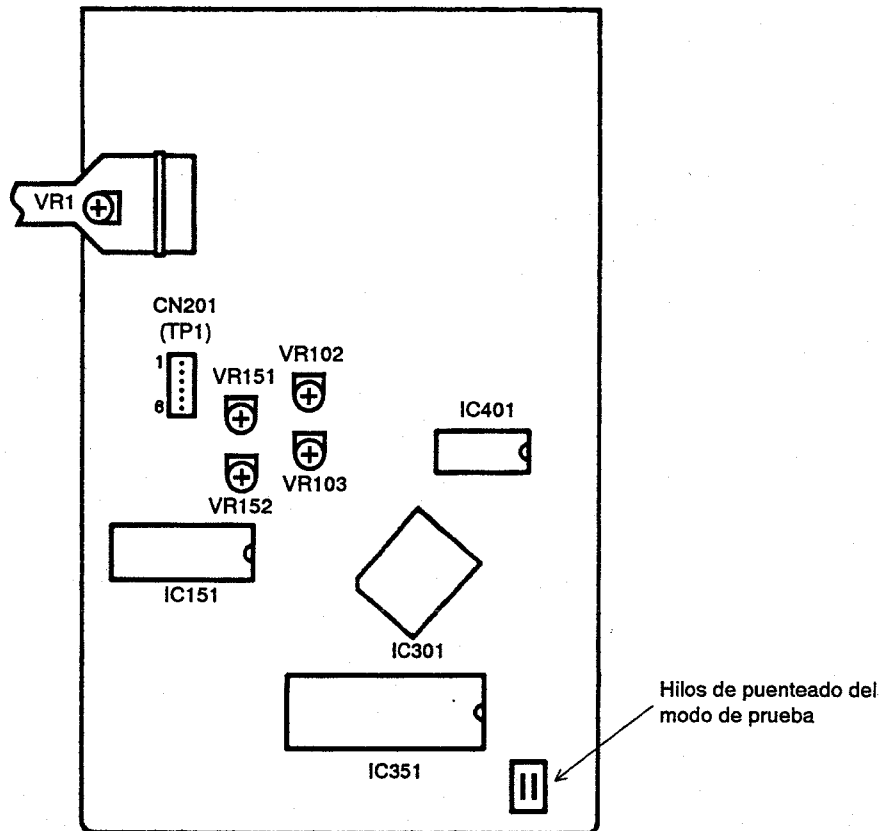 VR1
CN201
(TP1)
1
6
VR151
VR102
IC401
VR152
VR103
IC151
IC301
Hilos de puenteado del
modo de prueba
IC351